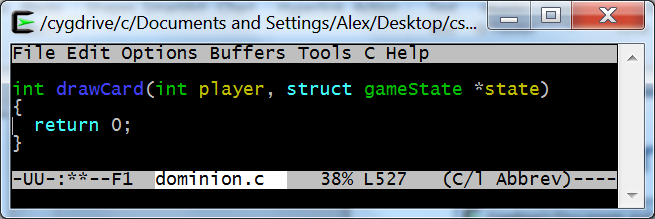 /cygdrive/c/Documents and Settings/Alex/Desktop/cs...
File Edit Options Buffers Tools C Help
int drawCard(int player, struct gameState *state)
{
  return 0;
}
-UU-:**--F1  dominion.c    38% L527   (C/l Abbrev)----